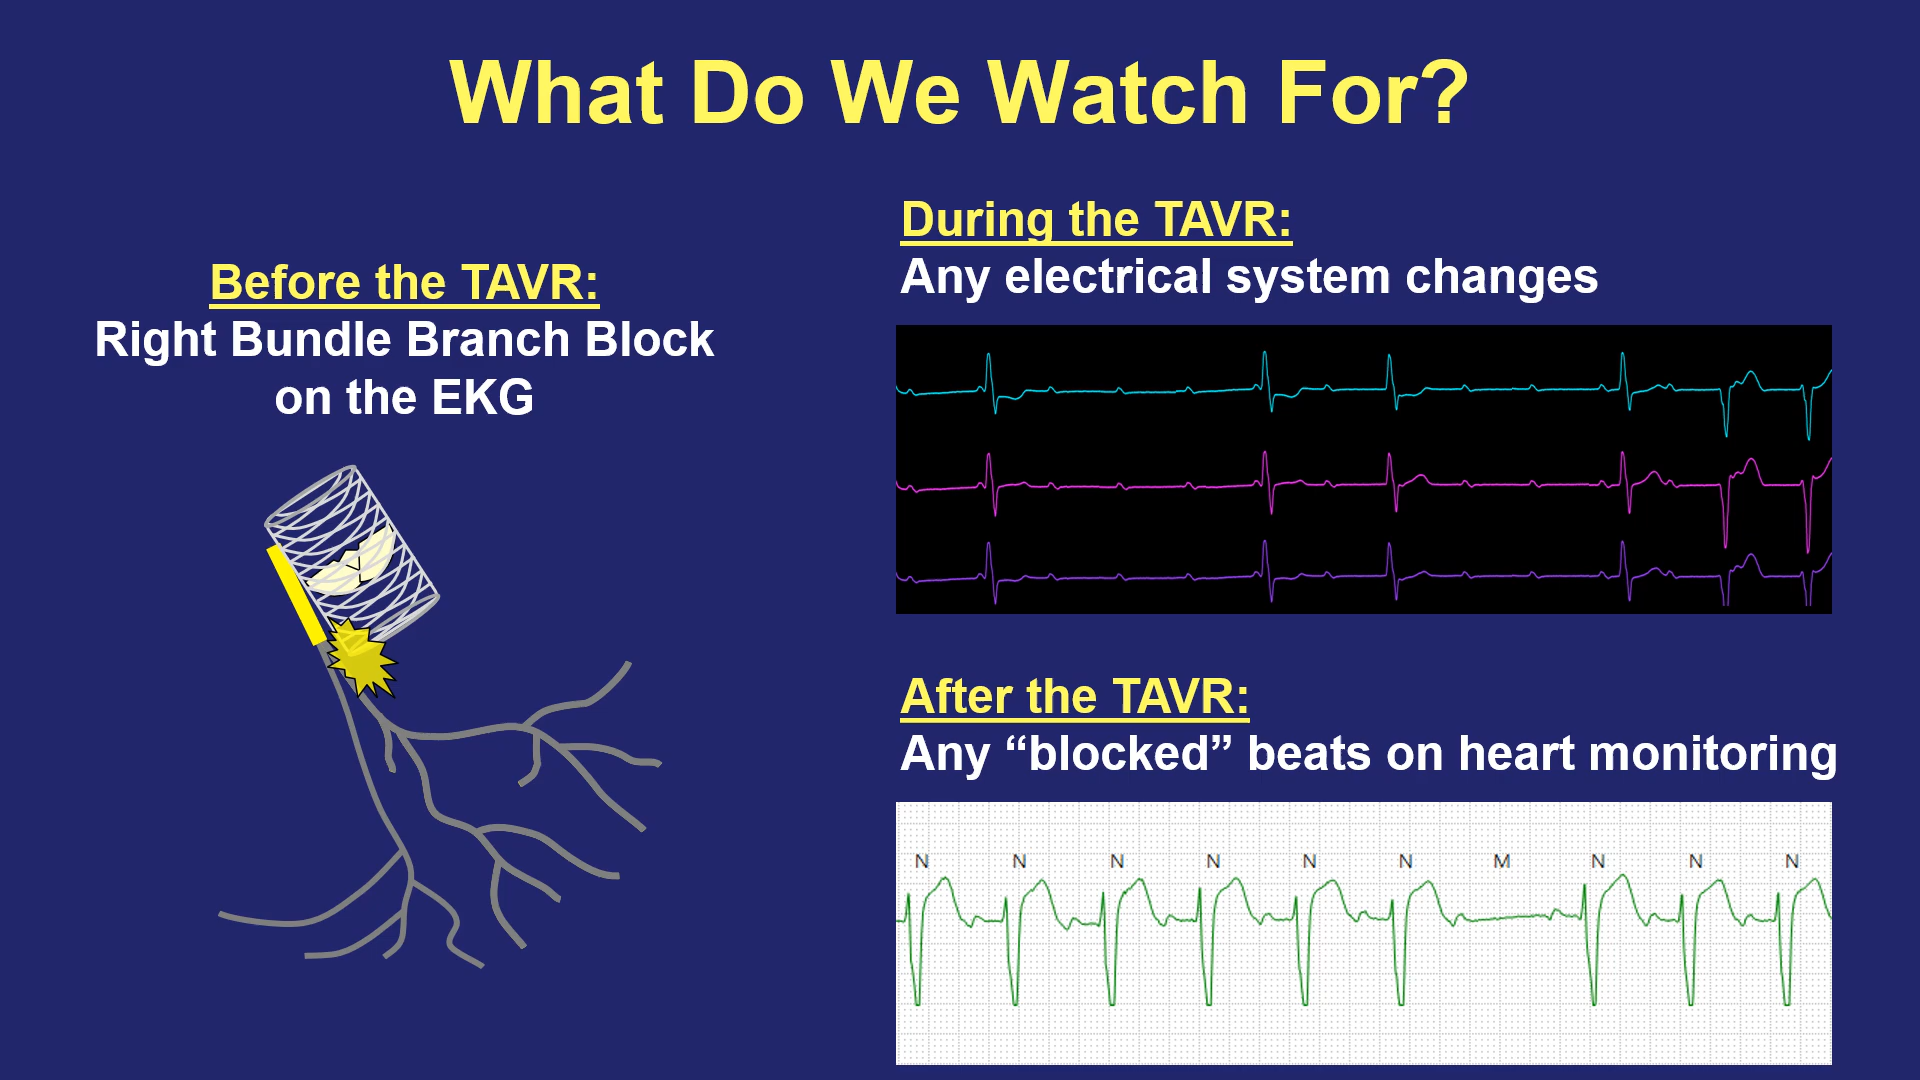 What Do We Watch For?
Before the TAVR:
Right Bundle Branch Block
on the EKG
During the TAVR:
Any electrical system changes
After the TAVR:
Any “blocked” beats on heart monitoring
N N N N N N M N N N